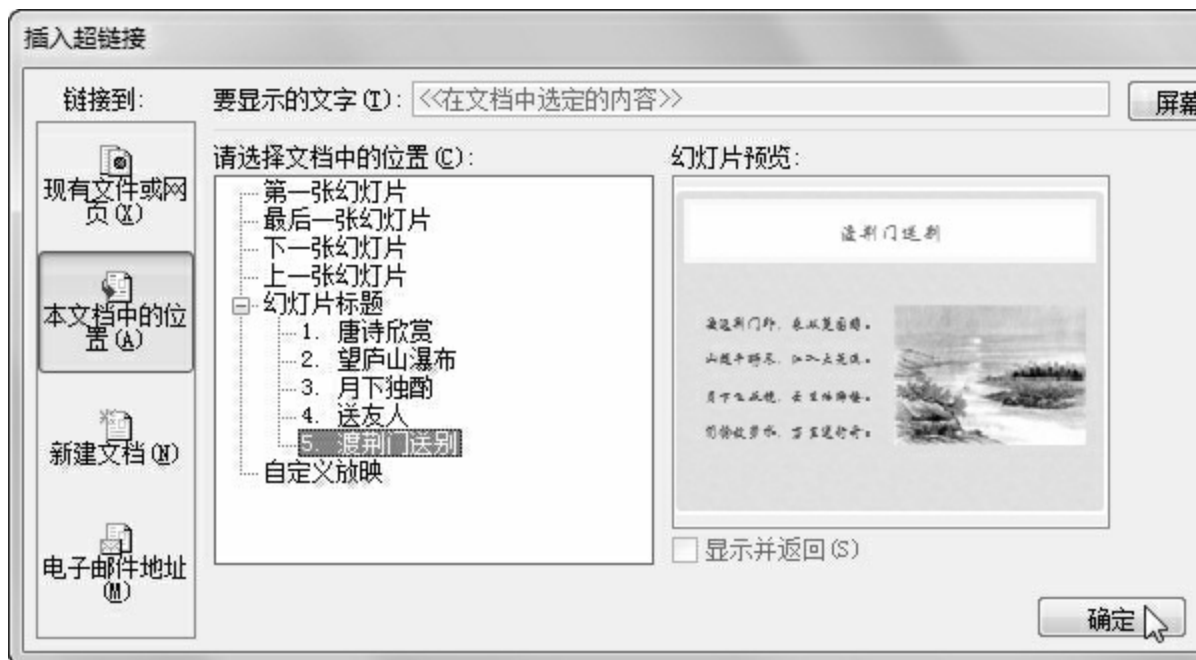 插入超链接
链接到:
要显示的文字(T): <<在文档中选定的内容>>
屏幕
现有文件或网
页(X)
本文档中的位
置(A)
新建文档(N)
电子邮件地址
(M)
请选择文档中的位置(C):
第一张幻灯片
最后一张幻灯片
下一张幻灯片
上一张幻灯片
幻灯片标题
1. 唐诗欣赏
2. 望庐山瀑布
3. 月下独酌
4. 送友人
5. 渡荆门送别
自定义放映
幻灯片预览:
渡荆门送别
显示并返回(S)
确定